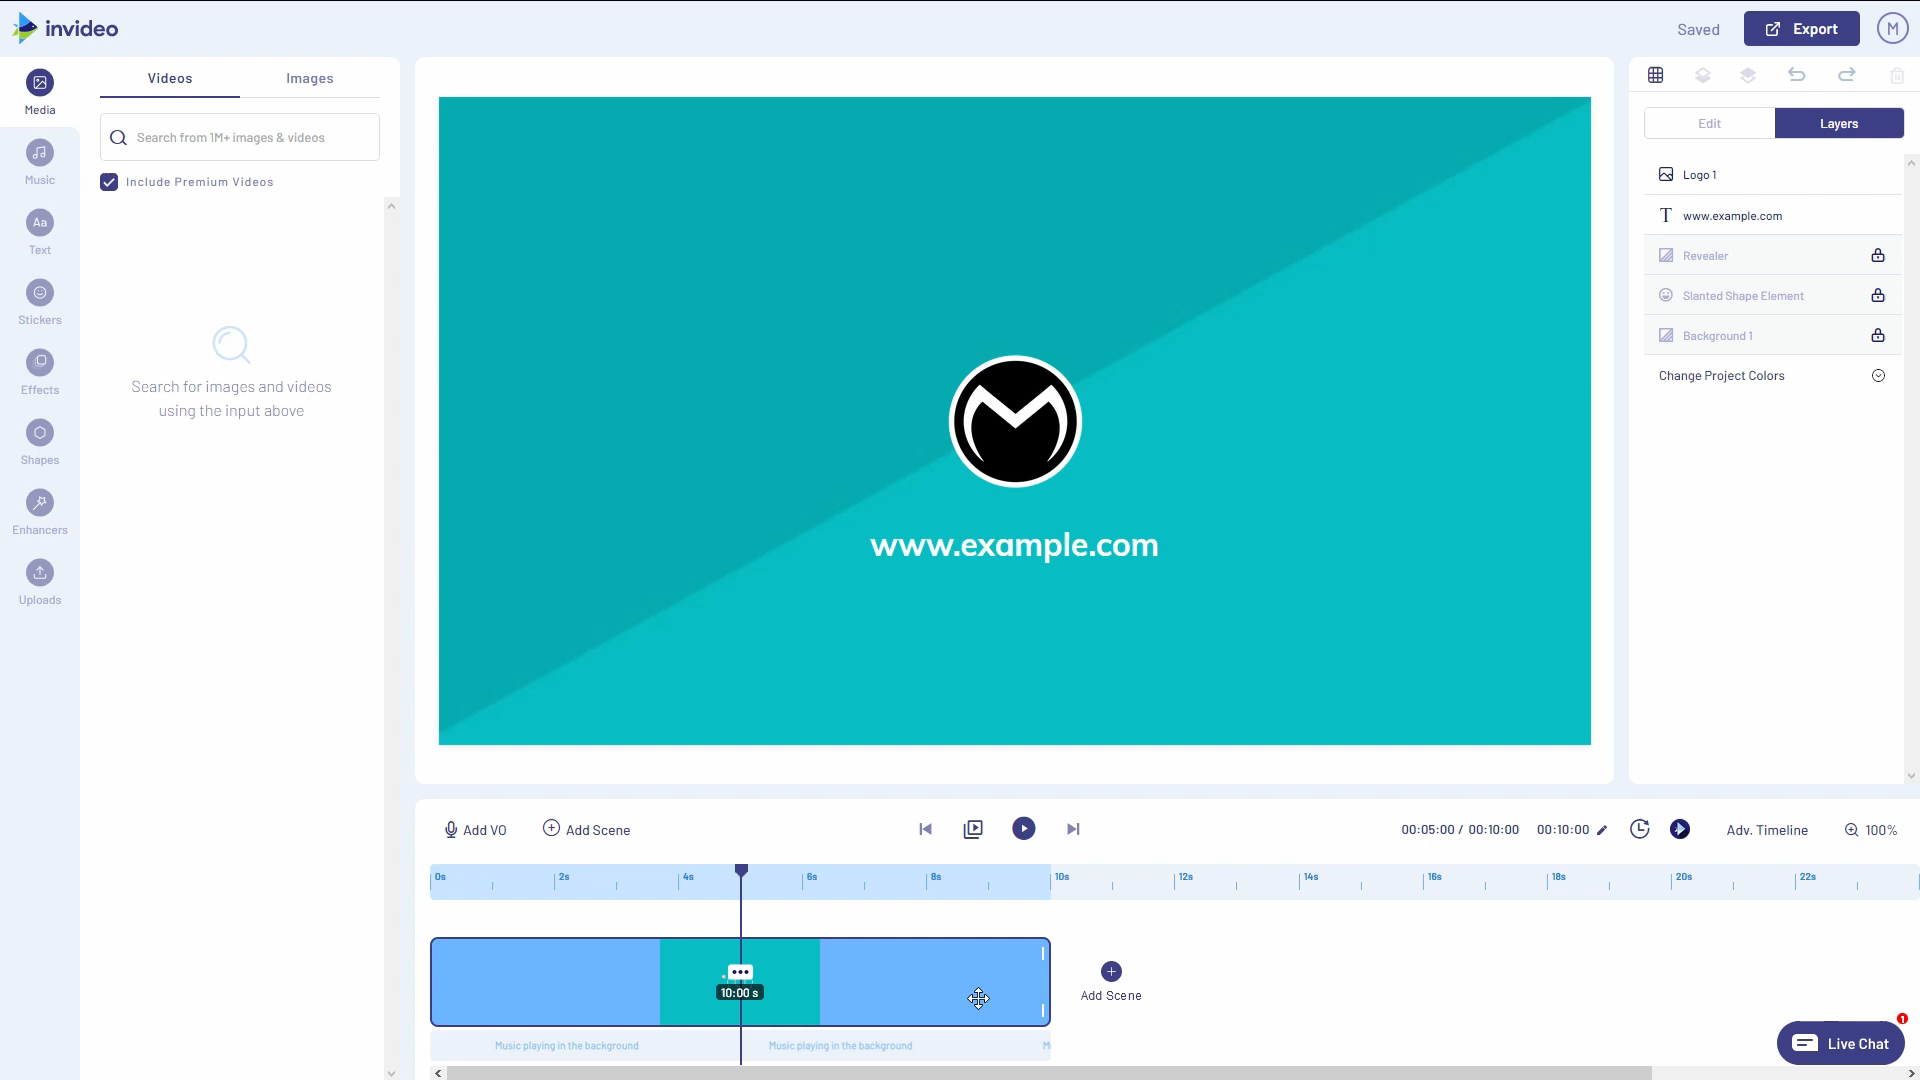 invideo
Saved
Export
M
Media
Music
Aa
Text
Stickers
Effects
Shapes
Enhancers
Uploads
Videos
Images
Search from 1M+ images & videos
Include Premium Videos
Search for images and videos
using the input above
www.example.com
Edit
Layers
Logo 1
T www.example.com
Revealer
Slanted Shape Element
Background 1
Change Project Colors
Add VO
Add Scene
00:05:00 / 00:10:00
00:10:00
Adv. Timeline
100%
0s
2s
4s
6s
8s
10s
12s
14s
16s
18s
20s
22s
10:00 s
Add Scene
Music playing in the background
Music playing in the background
M
1
Live Chat